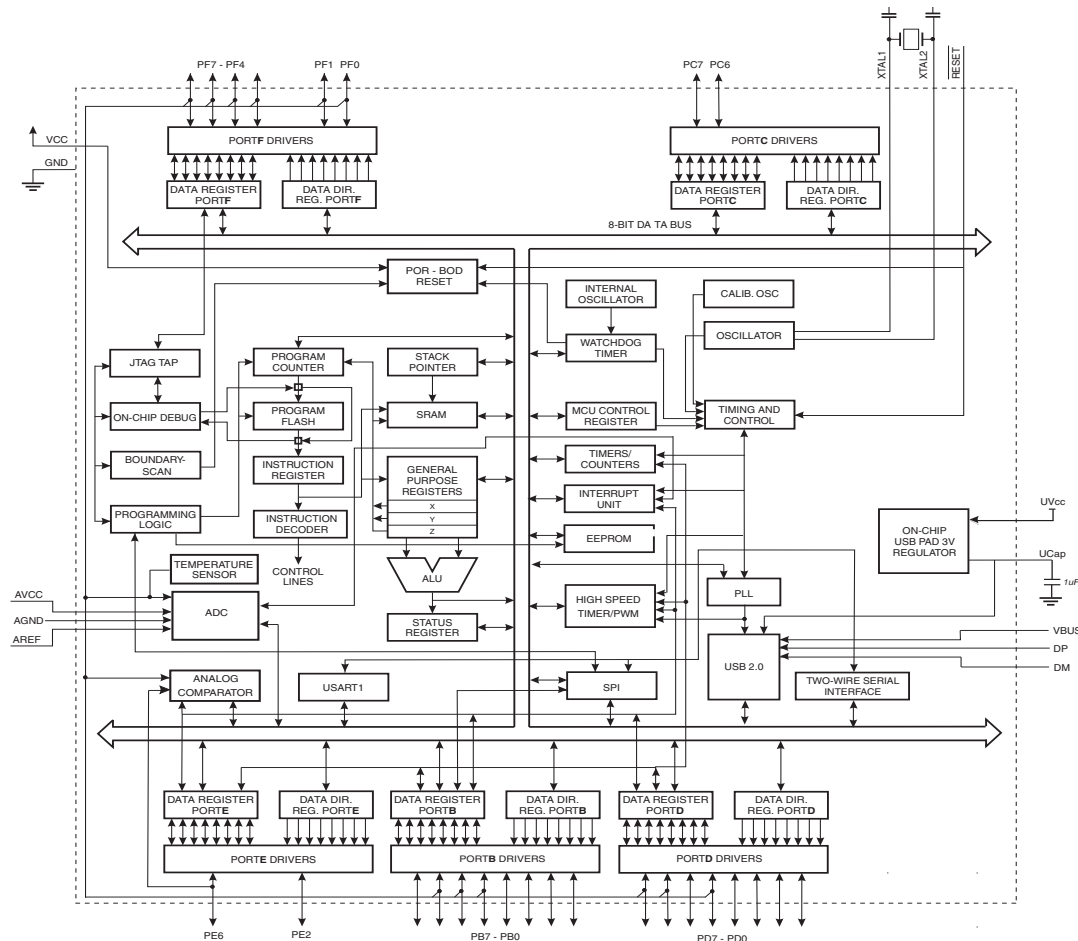 XTAL1
XTAL2
RESET
PF7 - PF4
PF1
PF0
PC7
PC6
VCC
GND
PORTF DRIVERS
PORTC DRIVERS
DATA REGISTER
PORTF
DATA DIR.
REG. PORTF
DATA REGISTER
PORTC
DATA DIR.
REG. PORTC
8-BIT DA TA BUS
POR - BOD
RESET
INTERNAL
OSCILLATOR
CALIB. OSC
WATCHDOG
TIMER
OSCILLATOR
JTAG TAP
PROGRAM
COUNTER
STACK
POINTER
ON-CHIP DEBUG
PROGRAM
FLASH
SRAM
MCU CONTROL
REGISTER
TIMING AND
CONTROL
BOUNDARY-
SCAN
INSTRUCTION
REGISTER
GENERAL
PURPOSE
REGISTERS
X
Y
Z
TIMERS/
COUNTERS
PROGRAMMING
LOGIC
INSTRUCTION
DECODER
INTERRUPT
UNIT
EEPROM
ON-CHIP
USB PAD 3V
REGULATOR
UVcc
UCap
1uF
TEMPERATURE
SENSOR
CONTROL
LINES
ALU
AVCC
AGND
AREF
ADC
STATUS
REGISTER
HIGH SPEED
TIMER/PWM
PLL
VBUS
DP
DM
ANALOG
COMPARATOR
USART1
SPI
USB 2.0
TWO-WIRE SERIAL
INTERFACE
DATA REGISTER
PORTE
DATA DIR.
REG. PORTE
DATA REGISTER
PORTB
DATA DIR.
REG. PORTB
DATA REGISTER
PORTD
DATA DIR.
REG. PORTD
PORTE DRIVERS
PORTB DRIVERS
PORTD DRIVERS
PE6
PE2
PB7 - PB0
PD7 - PD0